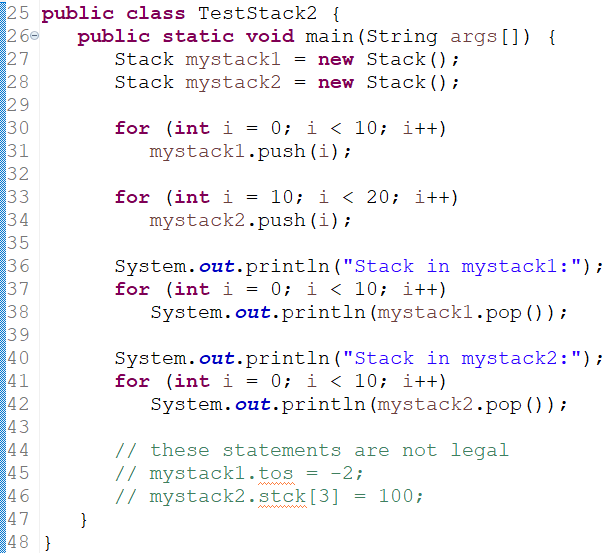 25 public class TestStack2 {
26 public static void main(String args[]) {
27 Stack mystack1 = new Stack();
28 Stack mystack2 = new Stack();
29
30 for (int i = 0; i < 10; i++)
31 mystack1.push(i);
32
33 for (int i = 10; i < 20; i++)
34 mystack2.push(i);
35
36 System.out.println("Stack in mystack1:");
37 for (int i = 0; i < 10; i++)
38 System.out.println(mystack1.pop());
39
40 System.out.println("Stack in mystack2:");
41 for (int i = 0; i < 10; i++)
42 System.out.println(mystack2.pop());
43
44 // these statements are not legal
45 // mystack1.tos = -2;
46 // mystack2.stck[3] = 100;
47 }
48 }